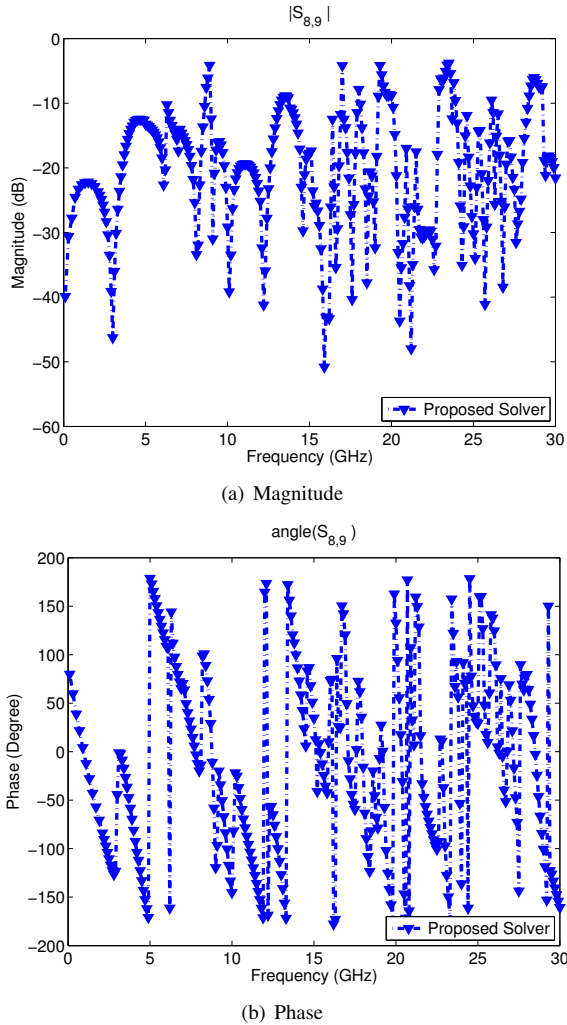 |S8,9|
0
−10
−20
−30
−40
−50
−60
Magnitude (dB)
0 5 10 15 20 25 30
Frequency (GHz)
Proposed Solver
(a) Magnitude
angle(S8,9)
200
150
100
50
0
−50
−100
−150
−200
Phase (Degree)
0 5 10 15 20 25 30
Frequency (GHz)
Proposed Solver
(b) Phase